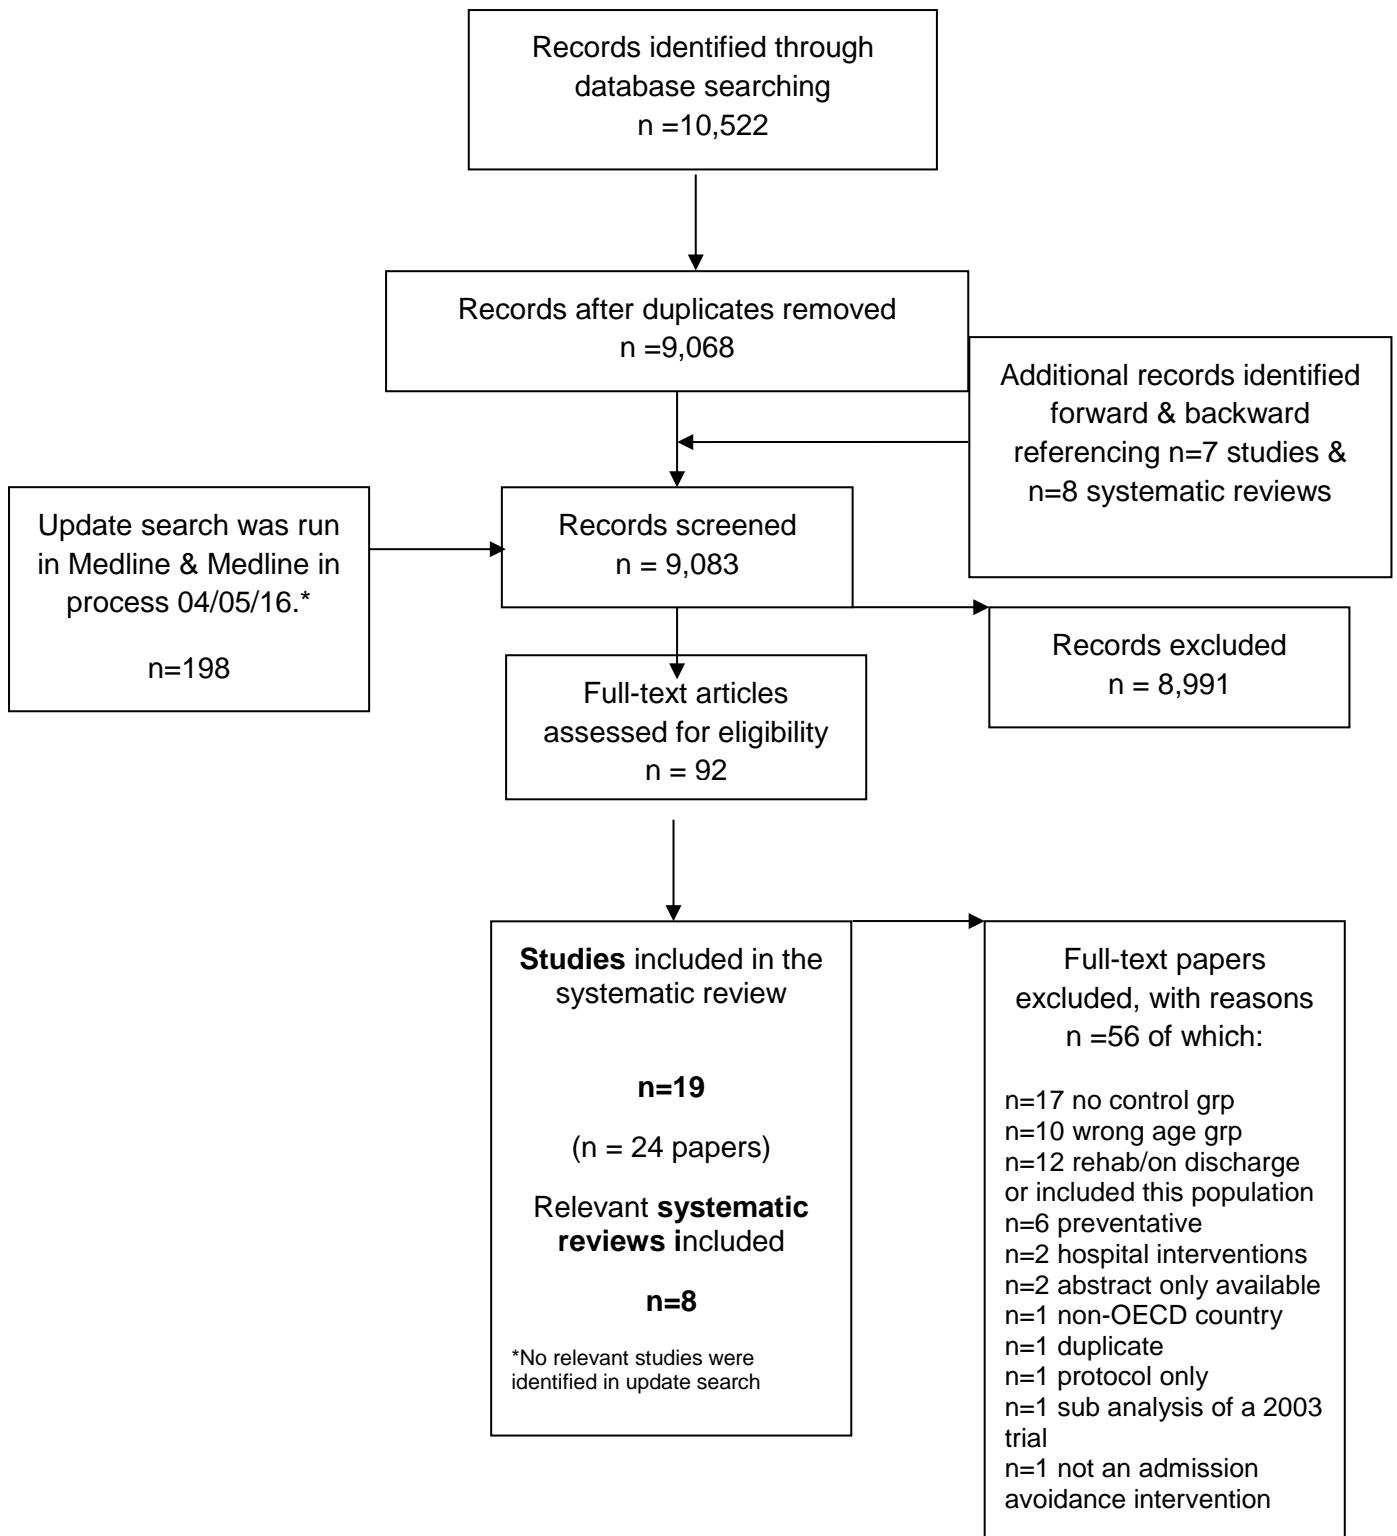 Records identified through
database searching
n =10,522
Records after duplicates removed
n =9,068
Additional records identified
forward & backward
referencing n=7 studies &
n=8 systematic reviews
Update search was run
in Medline & Medline in
process 04/05/16.*
n=198
Records screened
n = 9,083
Records excluded
n = 8,991
Full-text articles
assessed for eligibility
n = 92
Studies included in the
systematic review
n=19
(n = 24 papers)
Relevant systematic
reviews included
n=8
*No relevant studies were
identified in update search
Full-text papers
excluded, with reasons
n =56 of which:
n=17 no control grp
n=10 wrong age grp
n=12 rehab/on discharge
or included this population
n=6 preventative
n=2 hospital interventions
n=2 abstract only available
n=1 non-OECD country
n=1 duplicate
n=1 protocol only
n=1 sub analysis of a 2003
trial
n=1 not an admission
avoidance intervention